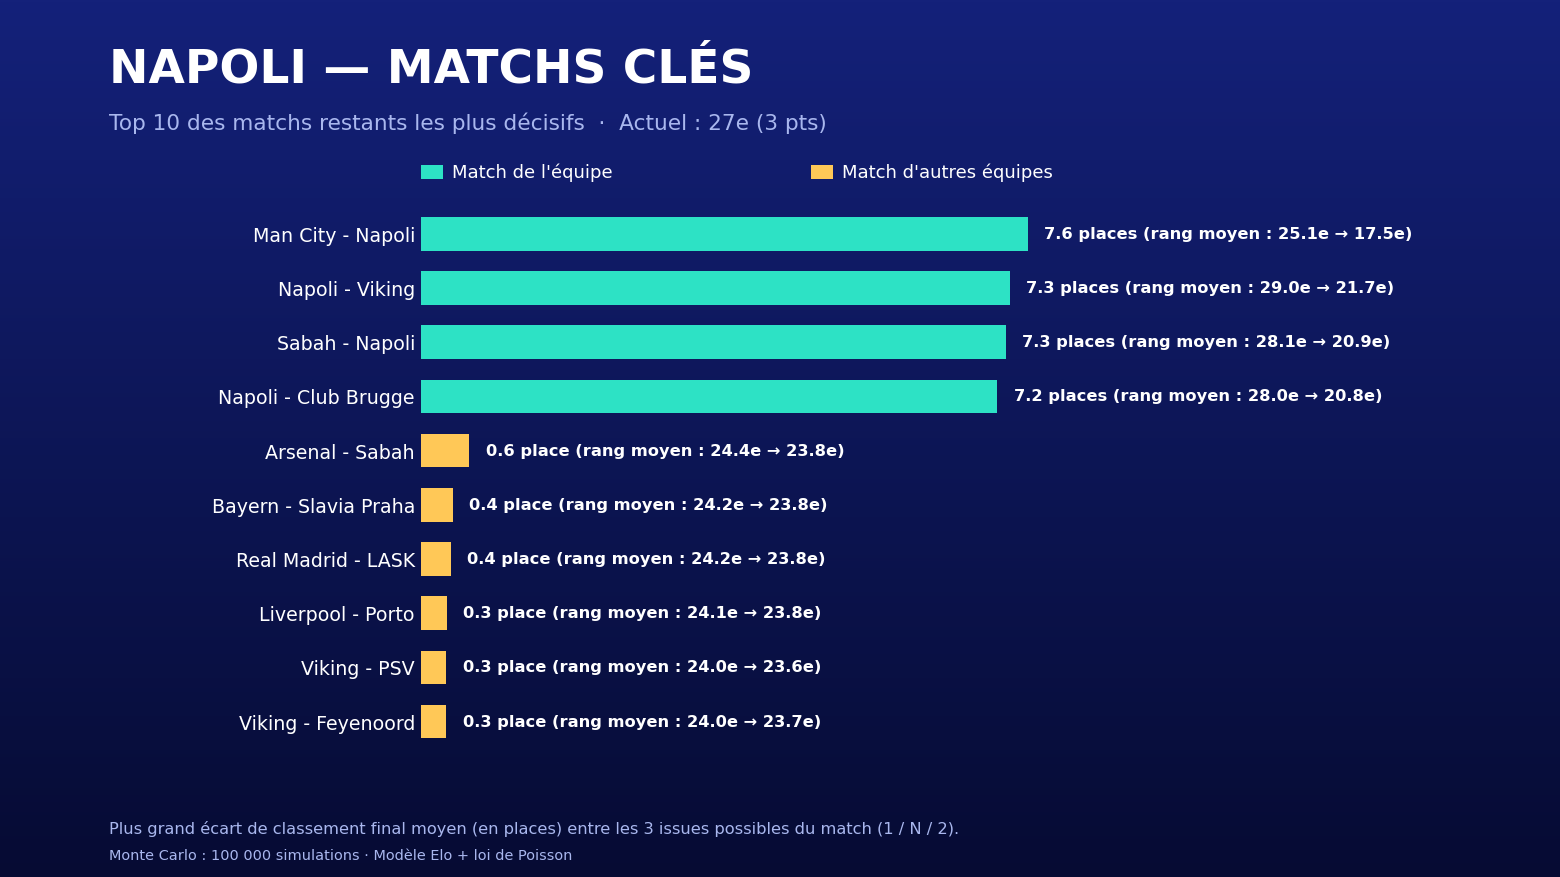 NAPOLI — MATCHS CLÉS
Top 10 des matchs restants les plus décisifs · Actuel : 27e (3 pts)
Match de l'équipe
Match d'autres équipes
Man City - Napoli 7.6 places (rang moyen : 25.1e → 17.5e)
Napoli - Viking 7.3 places (rang moyen : 29.0e → 21.7e)
Sabah - Napoli 7.3 places (rang moyen : 28.1e → 20.9e)
Napoli - Club Brugge 7.2 places (rang moyen : 28.0e → 20.8e)
Arsenal - Sabah 0.6 place (rang moyen : 24.4e → 23.8e)
Bayern - Slavia Praha 0.4 place (rang moyen : 24.2e → 23.8e)
Real Madrid - LASK 0.4 place (rang moyen : 24.2e → 23.8e)
Liverpool - Porto 0.3 place (rang moyen : 24.1e → 23.8e)
Viking - PSV 0.3 place (rang moyen : 24.0e → 23.6e)
Viking - Feyenoord 0.3 place (rang moyen : 24.0e → 23.7e)
Plus grand écart de classement final moyen (en places) entre les 3 issues possibles du match (1 / N / 2).
Monte Carlo : 100 000 simulations · Modèle Elo + loi de Poisson